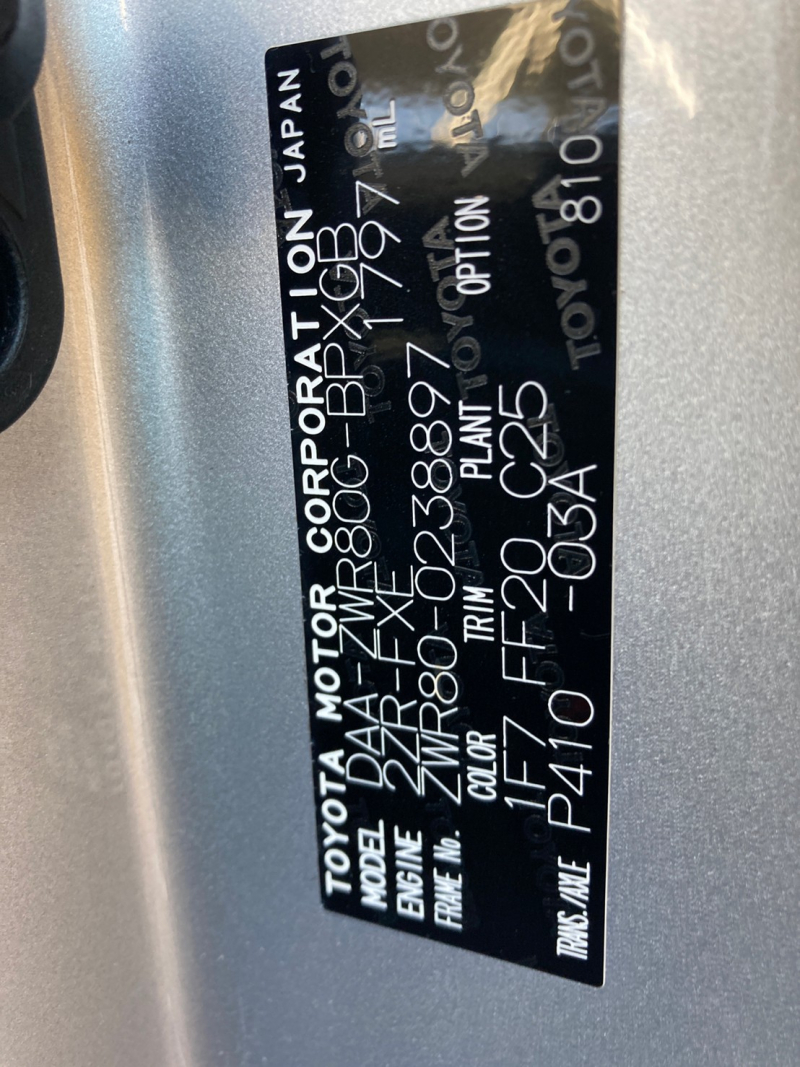 TOYOTA MOTOR CORPORATION JAPAN
MODEL DAA-ZWR80G-BPXGB
ENGINE 2ZR-FXE 1797 mL
FRAME No. ZWR80-0238897
COLOR TRIM PLANT OPTION
1F7 FF20 C25 810
TRANS./AXLE P410 -03A